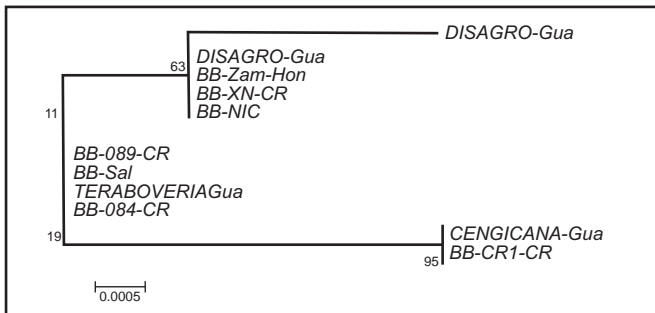 DISAGRO-Gua
63
DISAGRO-Gua
BB-Zam-Hon
BB-XN-CR
BB-NIC
11
BB-089-CR
BB-Sal
TERABOVERIAGua
BB-084-CR
19
CENGICANA-Gua
BB-CR1-CR
95
0.0005